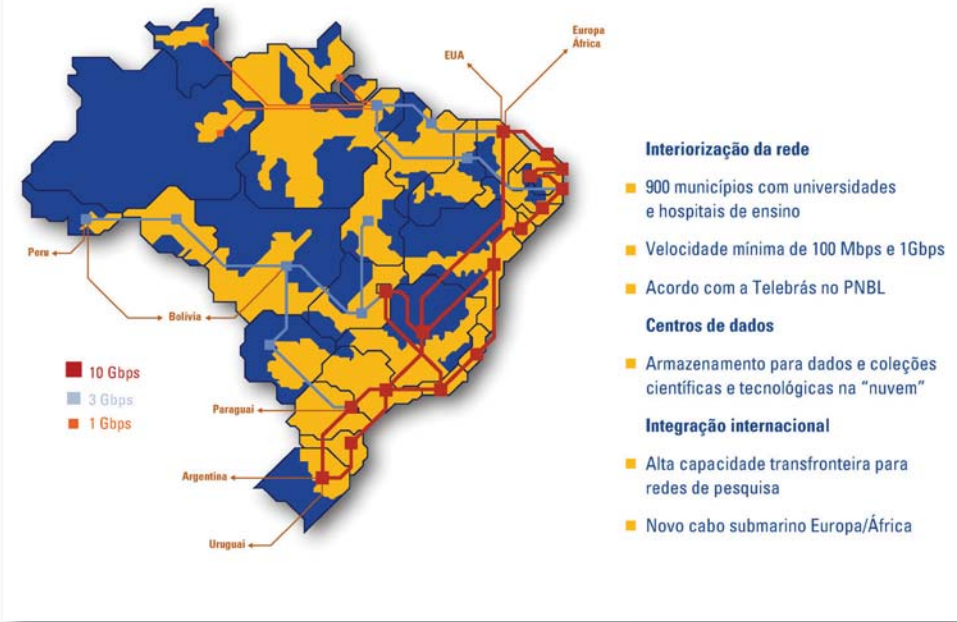 Europa
África
EUA
Peru
Bolívia
10 Gbps
3 Gbps
1 Gbps
Paraguai
Argentina
Uruguai
Interiorização da rede
900 municípios com universidades
e hospitais de ensino
Velocidade mínima de 100 Mbps e 1Gbps
Acordo com a Telebrás no PNBL
Centros de dados
Armazenamento para dados e coleções
científicas e tecnológicas na “nuvem”
Integração internacional
Alta capacidade transfronteira para
redes de pesquisa
Novo cabo submarino Europa/África